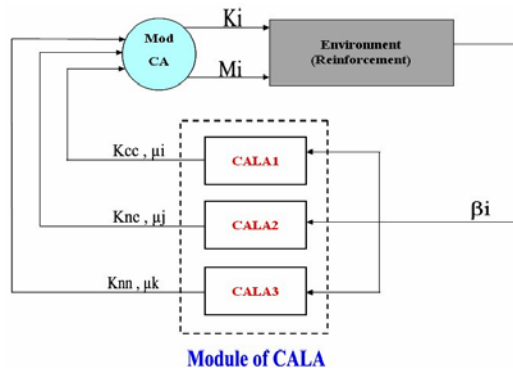 Ki
Mod
CA
Environment
(Reinforcement)
Mi
Kcc , μi
CALA1
Knc , μj
CALA2
βi
Knn , μk
CALA3
Module of CALA